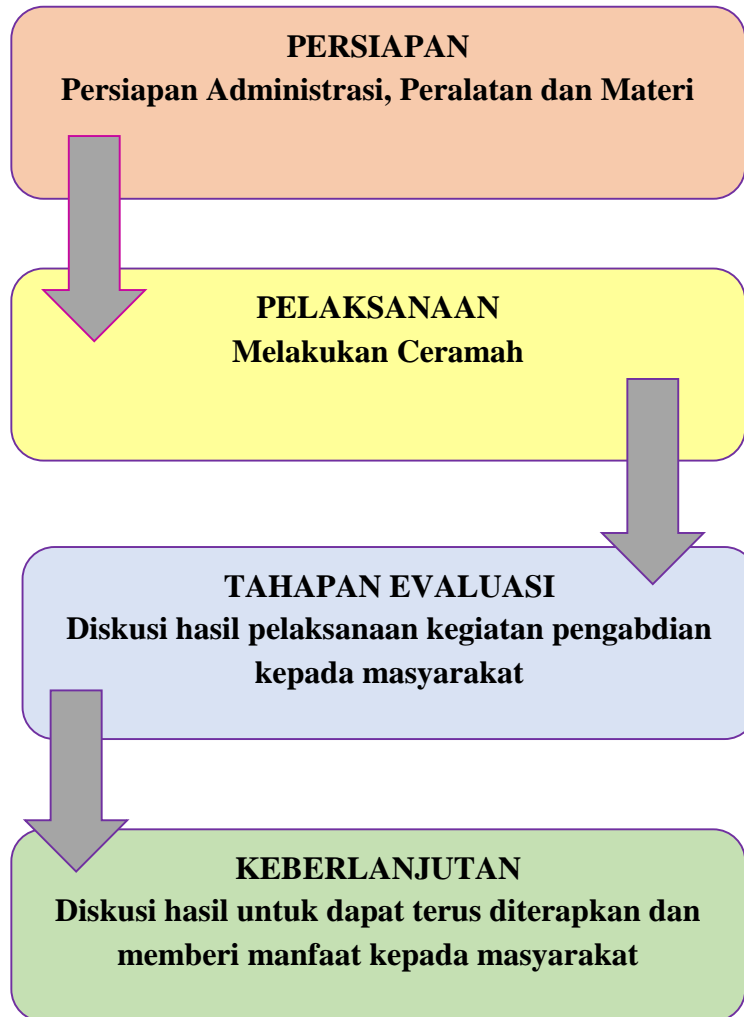 PERSIAPAN
Persiapan Administrasi, Peralatan dan Materi
PELAKSANAAN
Melakukan Ceramah
TAHAPAN EVALUASI
Diskusi hasil pelaksanaan kegiatan pengabdian
kepada masyarakat
KEBERLANJUTAN
Diskusi hasil untuk dapat terus diterapkan dan
memberi manfaat kepada masyarakat